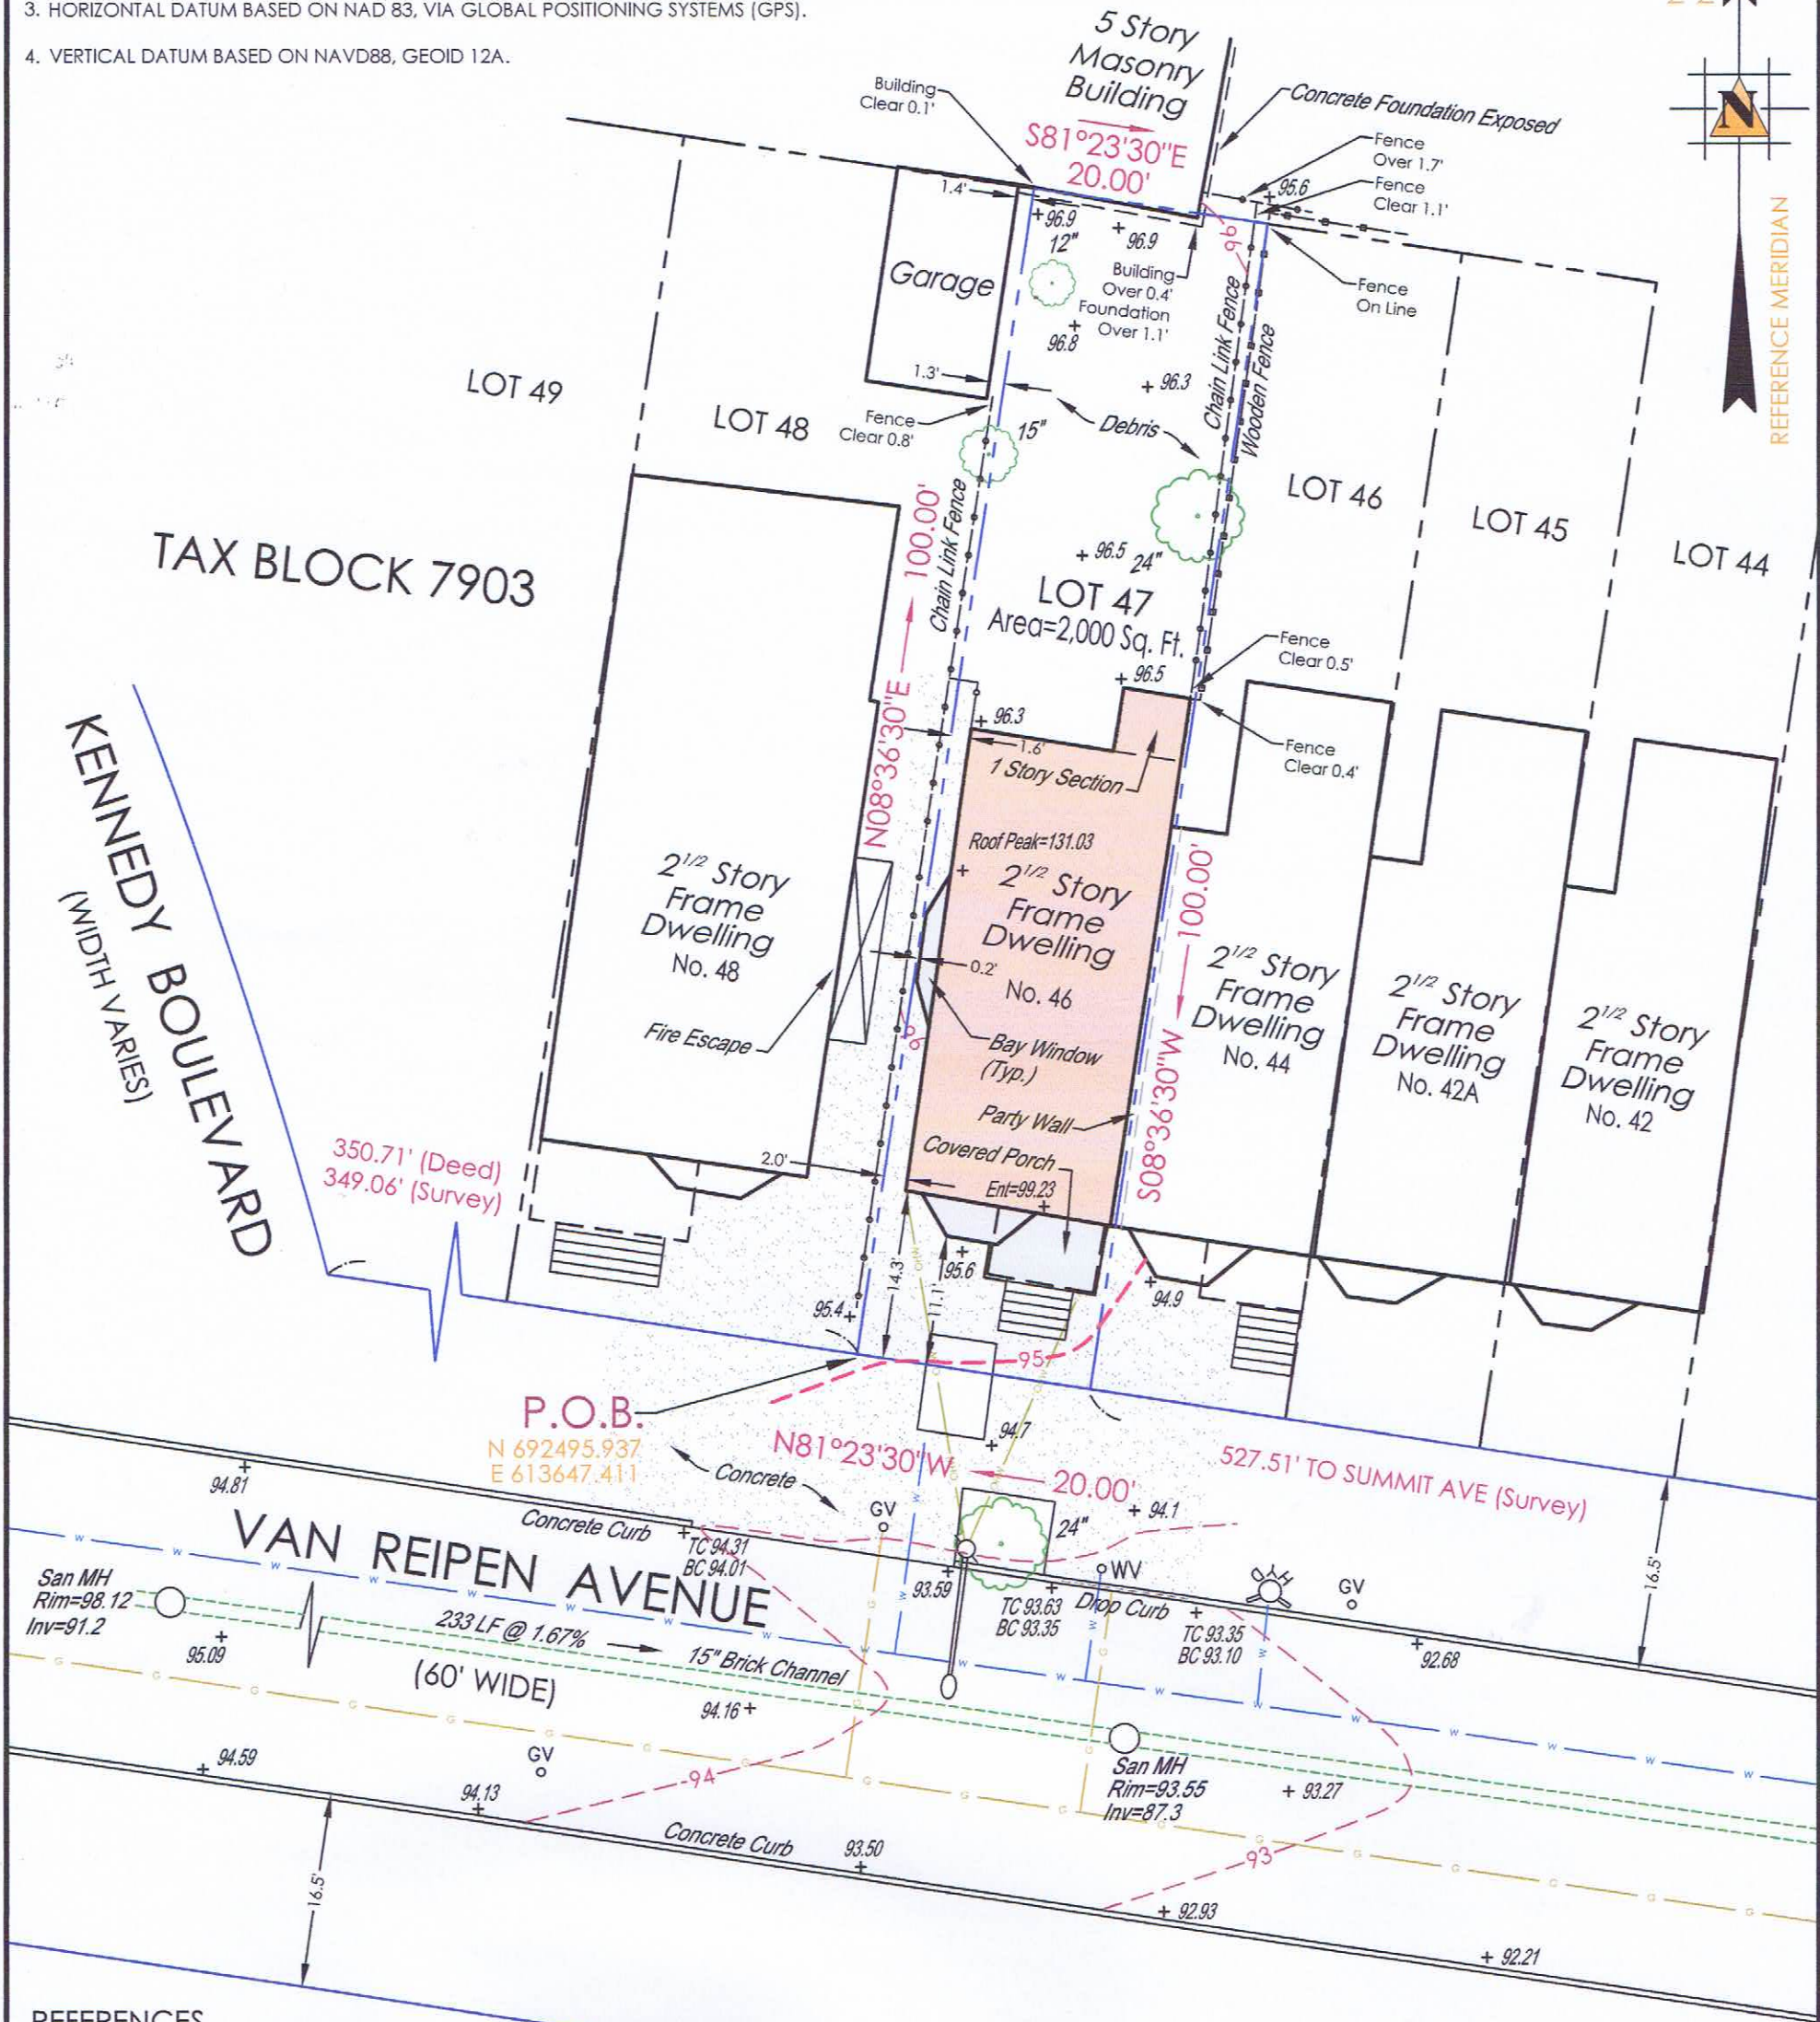 3. HORIZONTAL DATUM BASED ON NAD 83, VIA GLOBAL POSITIONING SYSTEMS (GPS).
4. VERTICAL DATUM BASED ON NAVD88, GEOID 12A.
N
REFERENCE MERIDIAN
5 Story
Masonry
Building
Building
Clear 0.1'
S81°23'30"E
20.00'
Concrete Foundation Exposed
Fence
Over 1.7'
Fence
Clear 1.1'
95.6
1.4'
96.9
12"
96.9
96
Garage
Building
Over 0.4'
Foundation
Over 1.1'
Fence
On Line
96.8
96.3
1.3'
Chain Link Fence
Wooden Fence
LOT 49
LOT 48
Fence
Clear 0.8'
15"
Debris
LOT 46
LOT 45
LOT 44
TAX BLOCK 7903
N08°36'30"E 100.00'
Chain Link Fence
96.5
24"
LOT 47
Area=2,000 Sq. Ft.
Fence
Clear 0.5'
96.5
96.3
1.6'
1 Story Section
Fence
Clear 0.4'
KENNEDY BOULEVARD
(WIDTH VARIES)
Roof Peak=131.03
2 1/2 Story
Frame
Dwelling
No. 48
2 1/2 Story
Frame
Dwelling
No. 46
0.2'
S08°36'30"W 100.00'
2 1/2 Story
Frame
Dwelling
No. 44
2 1/2 Story
Frame
Dwelling
No. 42A
2 1/2 Story
Frame
Dwelling
No. 42
Fire Escape
96
Bay Window
(Typ.)
Party Wall
350.71' (Deed)
349.06' (Survey)
2.0'
Covered Porch
Ent=99.23
14.3'
11.1'
95.6
94.9
95.4
95
P.O.B.
N 692495.937
E 613647.411
94.7
N81°23'30"W 20.00'
527.51' TO SUMMIT AVE (Survey)
Concrete
94.81
GV
94.1
24"
Concrete Curb
TC 94.31
BC 94.01
VAN REIPEN AVENUE
WV
GV
93.59
TC 93.63
BC 93.35
Drop Curb
TC 93.35
BC 93.10
16.5'
San MH
Rim=98.12
Inv=91.2
95.09
233 LF @ 1.67%
15" Brick Channel
92.68
(60' WIDE)
94.16
94.59
GV
94
San MH
Rim=93.55
Inv=87.3
93.27
94.13
Concrete Curb
93.50
93
16.5'
92.93
92.21
REFERENCES